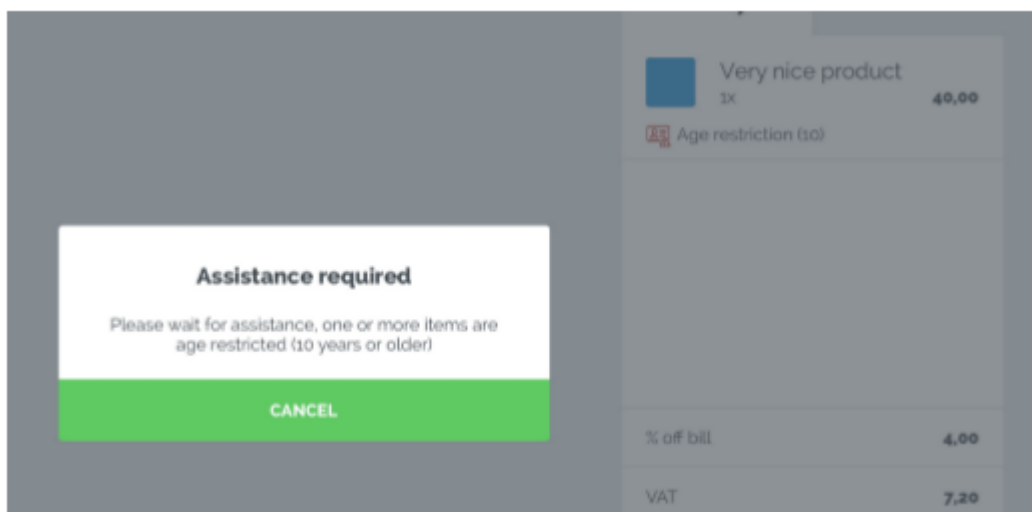 Very nice product
1x 40,00
Age restriction (10)
Assistance required
Please wait for assistance, one or more items are
age restricted (10 years or older)
CANCEL
% off bill 4,00
VAT 7,20